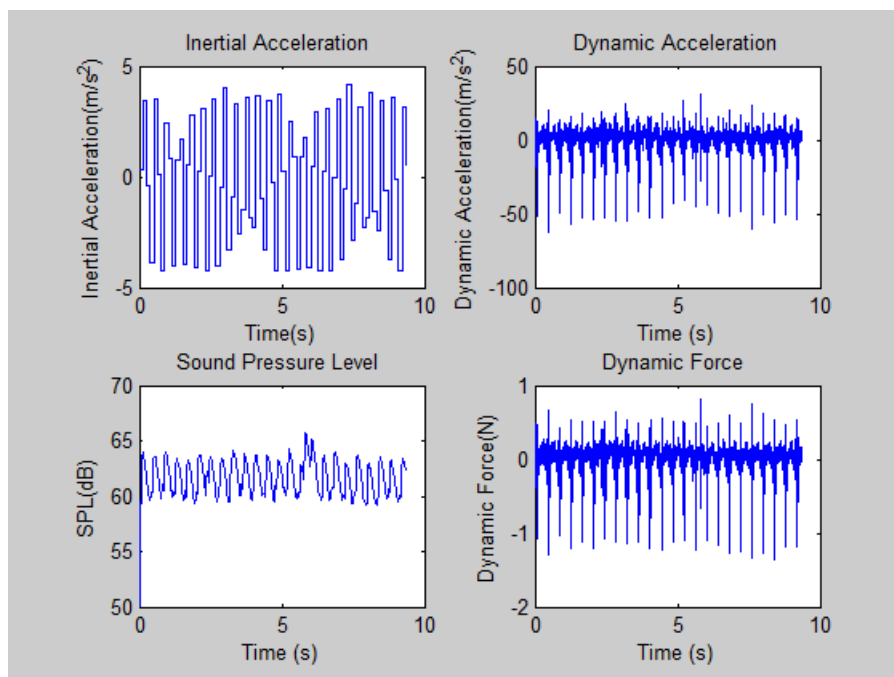 Inertial Acceleration
Inertial Acceleration(m/s²)
5
0
-5
0
5
10
Time(s)
Dynamic Acceleration
Dynamic Acceleration(m/s²)
50
0
-50
-100
0
5
10
Time (s)
Sound Pressure Level
SPL(dB)
70
65
60
55
50
0
5
10
Time (s)
Dynamic Force
Dynamic Force(N)
1
0
-1
-2
0
5
10
Time (s)